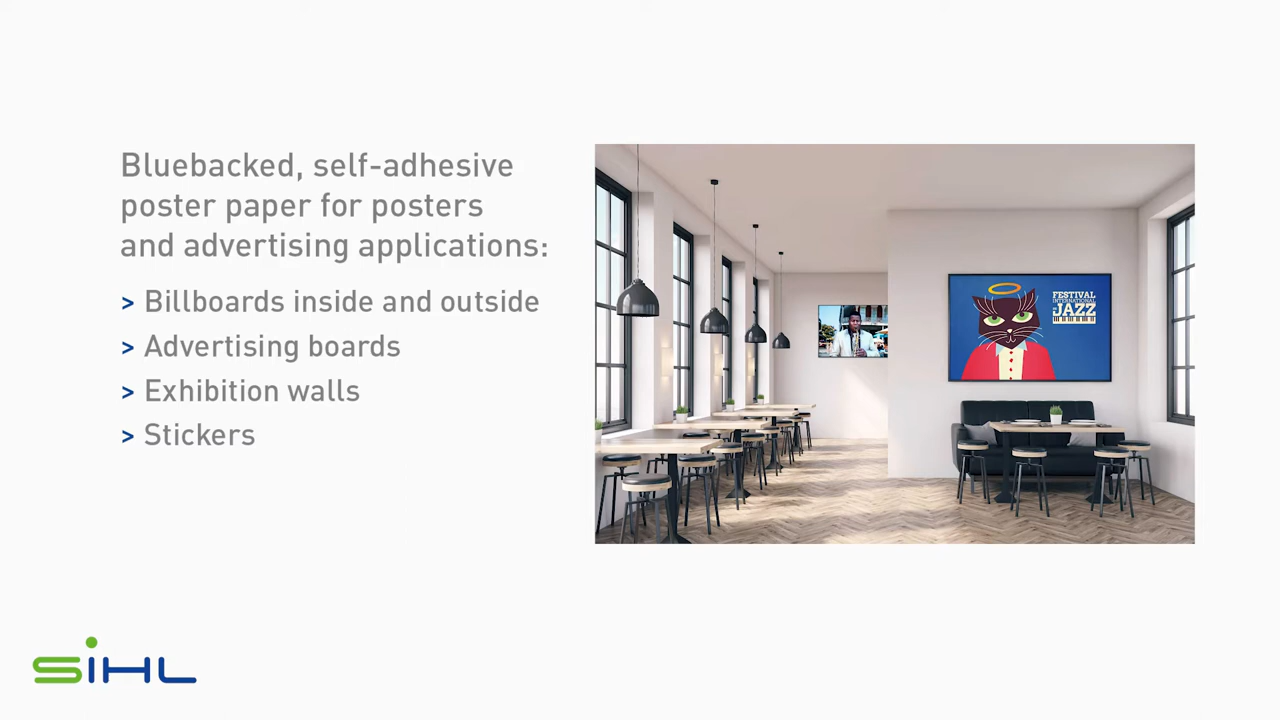 Bluebacked, self-adhesive
poster paper for posters
and advertising applications:
> Billboards inside and outside
> Advertising boards
> Exhibition walls
> Stickers
FESTIVAL
INTERNATIONAL
JAZZ
SiHL